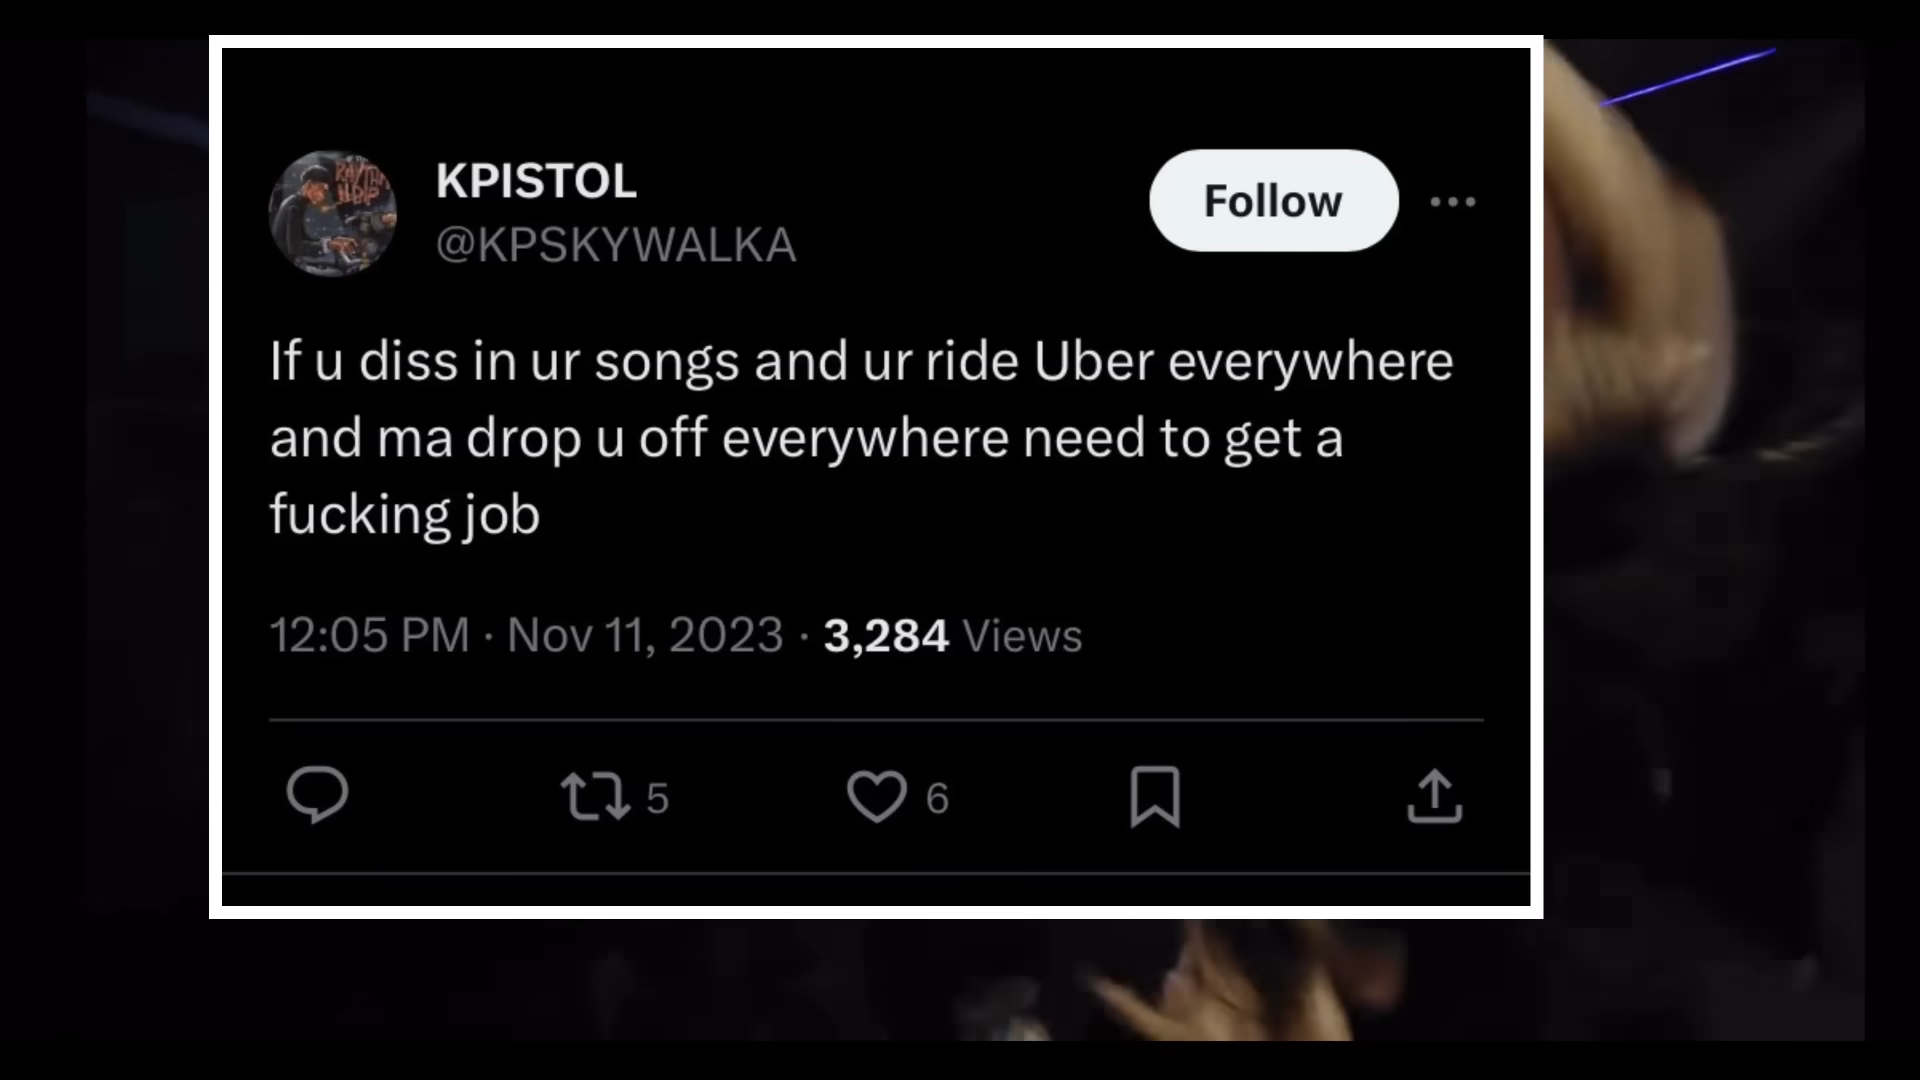 KPISTOL
@KPSKYWALKA
Follow
If u diss in ur songs and ur ride Uber everywhere
and ma drop u off everywhere need to get a
fucking job
12:05 PM · Nov 11, 2023 · 3,284 Views
5
6